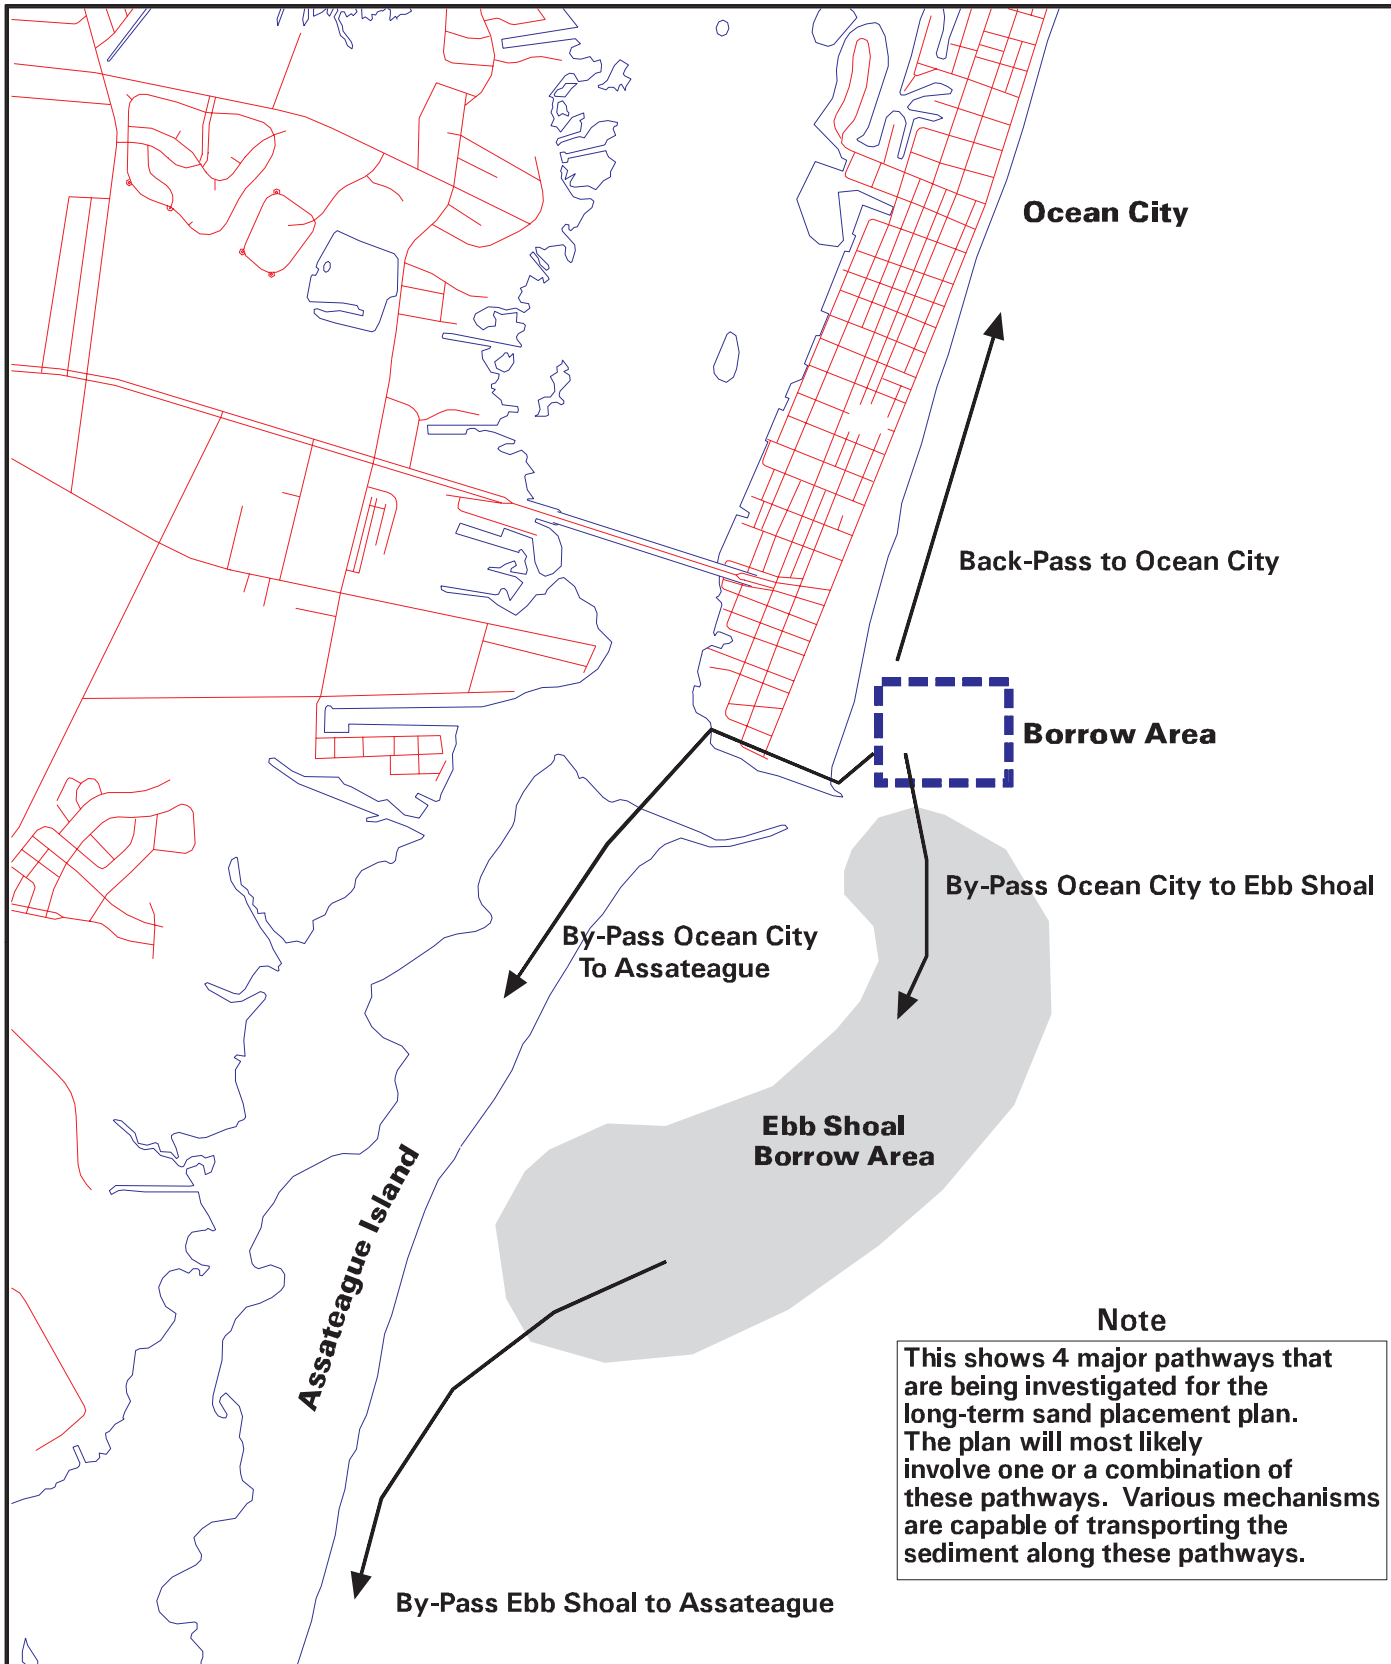 Ocean City
Back-Pass to Ocean City
Borrow Area
By-Pass Ocean City to Ebb Shoal
By-Pass Ocean City
To Assateague
Ebb Shoal
Borrow Area
Assateague Island
Note
This shows 4 major pathways that
are being investigated for the
long-term sand placement plan.
The plan will most likely
involve one or a combination of
these pathways.  Various mechanisms
are capable of transporting the
sediment along these pathways.
By-Pass Ebb Shoal to Assateague